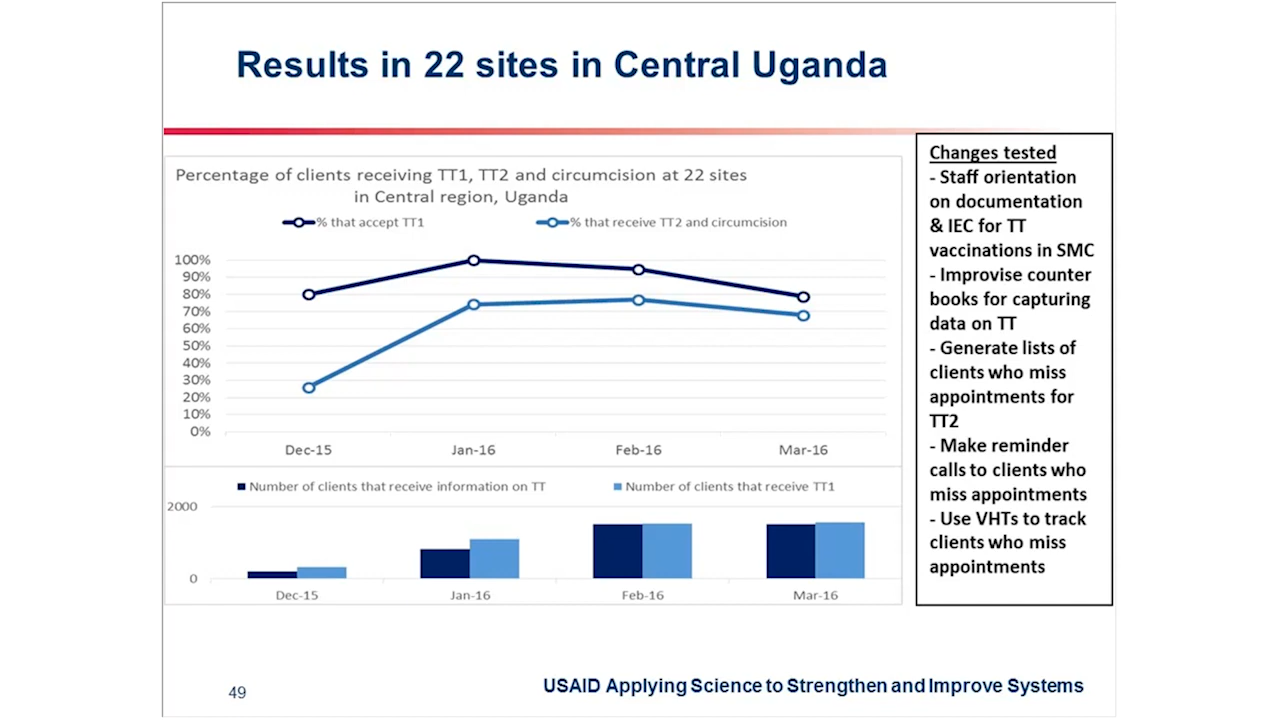 Results in 22 sites in Central Uganda
Percentage of clients receiving TT1, TT2 and circumcision at 22 sites
in Central region, Uganda
% that accept TT1
% that receive TT2 and circumcision
100%
90%
80%
70%
60%
50%
40%
30%
20%
10%
0%
Dec-15
Jan-16
Feb-16
Mar-16
Number of clients that receive information on TT
Number of clients that receive TT1
2000
0
Dec-15
Jan-16
Feb-16
Mar-16
Changes tested
- Staff orientation
on documentation
& IEC for TT
vaccinations in SMC
- Improvise counter
books for capturing
data on TT
- Generate lists of
clients who miss
appointments for
TT2
- Make reminder
calls to clients who
miss appointments
- Use VHTs to track
clients who miss
appointments
49
USAID Applying Science to Strengthen and Improve Systems